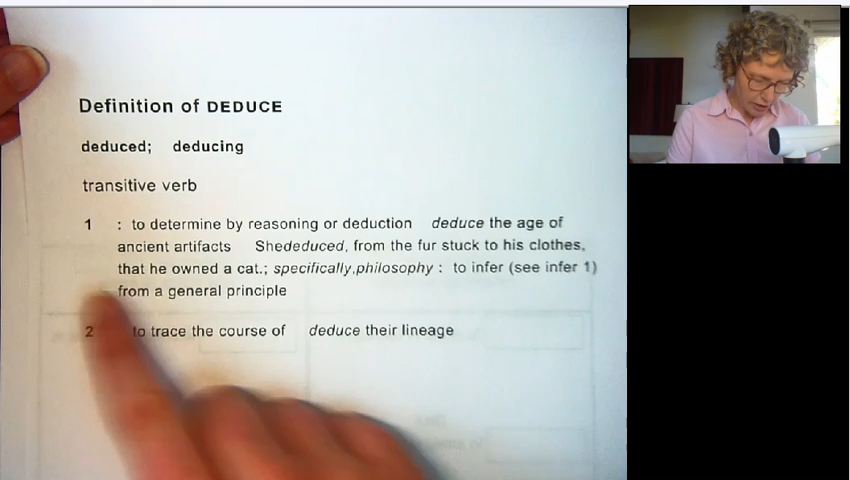 Definition of DEDUCE
deduced; deducing
transitive verb
1 : to determine by reasoning or deduction deduce the age of
ancient artifacts Shededuced, from the fur stuck to his clothes,
that he owned a cat.; specifically,philosophy : to infer (see infer 1)
from a general principle
2 to trace the course of deduce their lineage